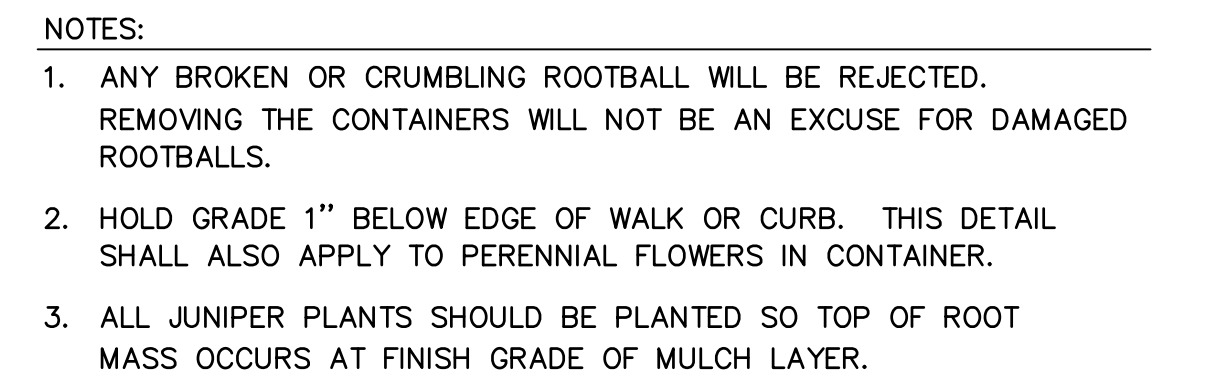 NOTES:
1. ANY BROKEN OR CRUMBLING ROOTBALL WILL BE REJECTED.
REMOVING THE CONTAINERS WILL NOT BE AN EXCUSE FOR DAMAGED
ROOTBALLS.
2. HOLD GRADE 1” BELOW EDGE OF WALK OR CURB. THIS DETAIL
SHALL ALSO APPLY TO PERENNIAL FLOWERS IN CONTAINER.
3. ALL JUNIPER PLANTS SHOULD BE PLANTED SO TOP OF ROOT
MASS OCCURS AT FINISH GRADE OF MULCH LAYER.